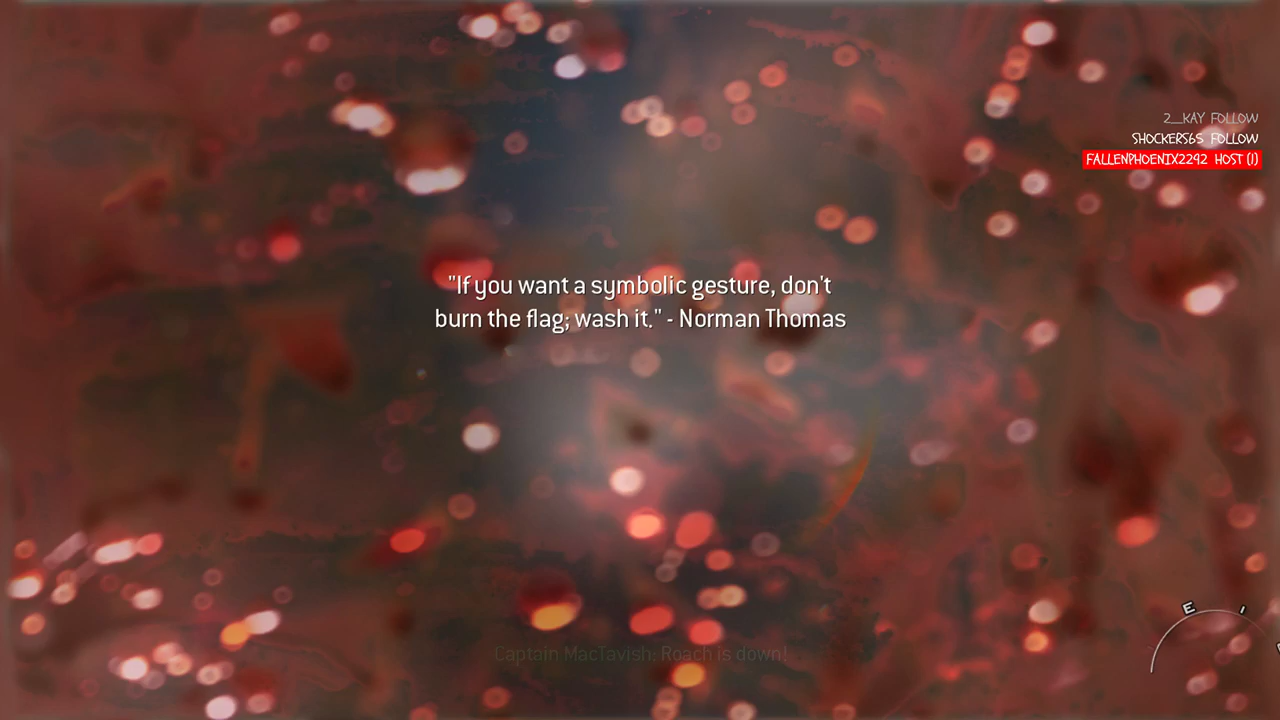 2_KAY FOLLOW
SHOCKERS6S FOLLOW
FALLENPHOENIX2292 HOST (1)
"If you want a symbolic gesture, don't
burn the flag; wash it." - Norman Thomas
E
Captain MacTavish: Roach is down!